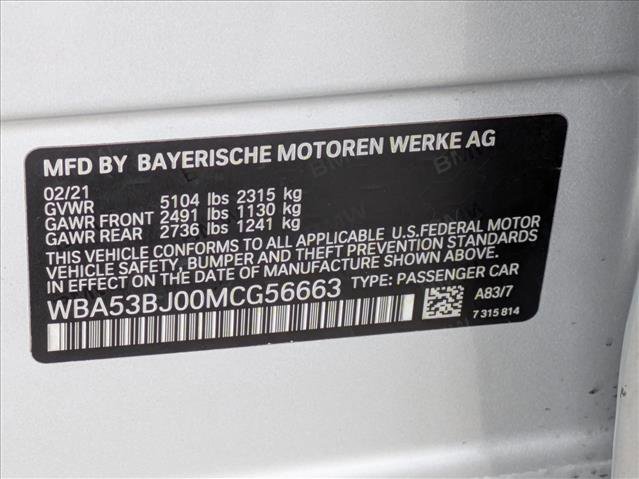 MFD BY BAYERISCHE MOTOREN WERKE AG
02/21
GVWR 5104 lbs 2315 kg
GAWR FRONT 2491 lbs 1130 kg
GAWR REAR 2736 lbs 1241 kg
THIS VEHICLE CONFORMS TO ALL APPLICABLE U.S.FEDERAL MOTOR
VEHICLE SAFETY, BUMPER AND THEFT PREVENTION STANDARDS
IN EFFECT ON THE DATE OF MANUFACTURE SHOWN ABOVE.
WBA53BJ00MCG56663 TYPE: PASSENGER CAR
A83/7
7 315 814